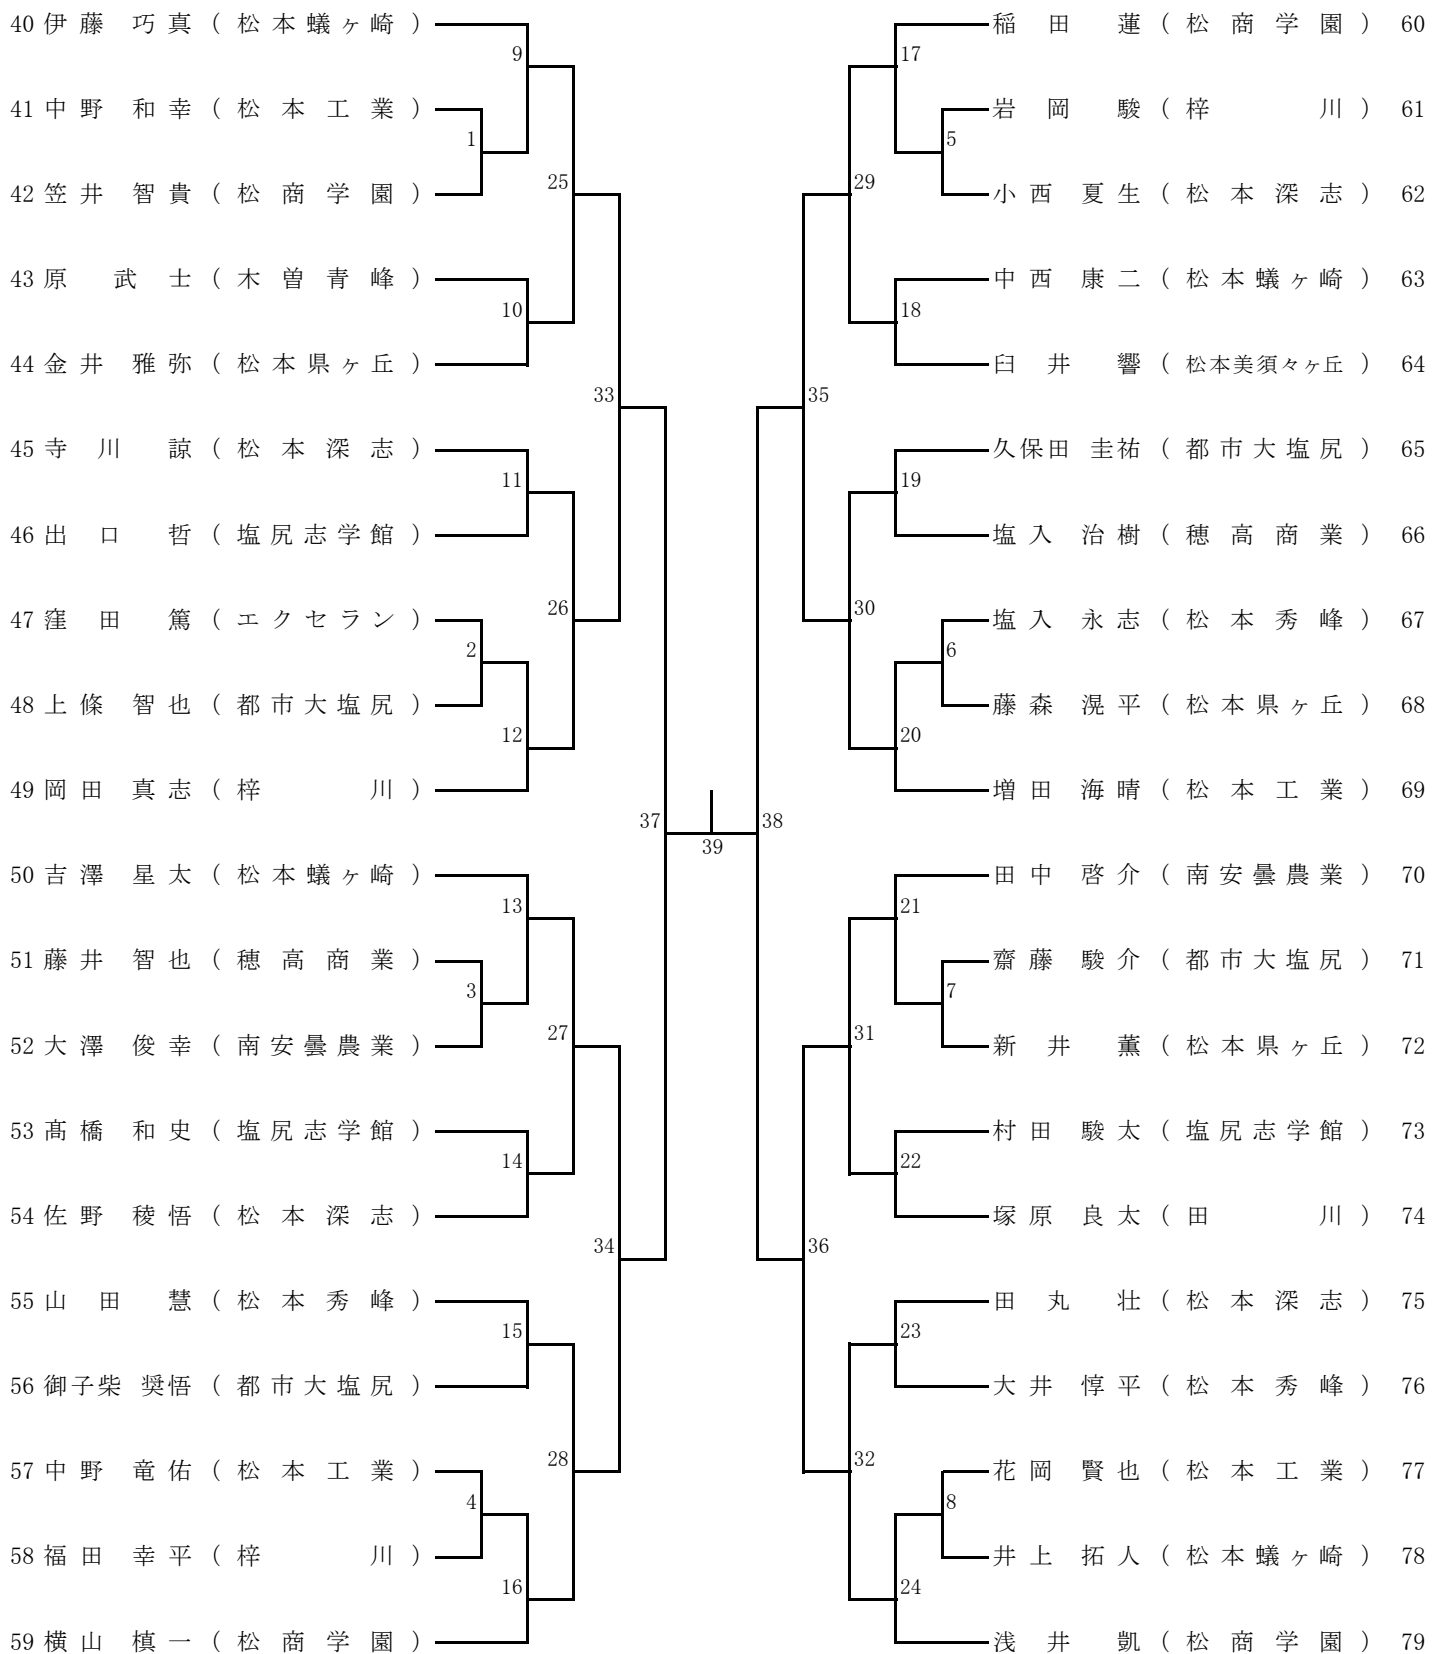 40 伊藤 巧真 (松本蟻ヶ崎)
9
41 中野 和幸 (松本工業)
1
42 笠井 智貴 (松商学園)
25
43 原 武士 (木曽青峰)
10
44 金井 雅弥 (松本県ヶ丘)
33
45 寺川 諒 (松本深志)
11
46 出口 哲 (塩尻志学館)
47 窪田 篤 (エクセラン)
26
2
48 上條 智也 (都市大塩尻)
12
49 岡田 真志 (梓川)
37
50 吉澤 星太 (松本蟻ヶ崎)
13
51 藤井 智也 (穂高商業)
3
52 大澤 俊幸 (南安曇農業)
27
53 髙橋 和史 (塩尻志学館)
14
54 佐野 稜悟 (松本深志)
34
55 山田 慧 (松本秀峰)
15
56 御子柴 奨悟 (都市大塩尻)
57 中野 竜佑 (松本工業)
28
4
58 福田 幸平 (梓川)
16
59 横山 槙一 (松商学園)
39
稲田 蓮 (松商学園) 60
17
岩岡 駿 (梓川) 61
5
小西 夏生 (松本深志) 62
29
中西 康二 (松本蟻ヶ崎) 63
18
臼井 響 (松本美須々ヶ丘) 64
35
久保田 圭祐 (都市大塩尻) 65
19
塩入 治樹 (穂高商業) 66
塩入 永志 (松本秀峰) 67
30
6
藤森 滉平 (松本県ヶ丘) 68
20
増田 海晴 (松本工業) 69
38
田中 啓介 (南安曇農業) 70
21
齋藤 駿介 (都市大塩尻) 71
7
新井 薫 (松本県ヶ丘) 72
31
村田 駿太 (塩尻志学館) 73
22
塚原 良太 (田川) 74
36
田丸 壮 (松本深志) 75
23
大井 惇平 (松本秀峰) 76
花岡 賢也 (松本工業) 77
32
8
井上 拓人 (松本蟻ヶ崎) 78
24
浅井 凱 (松商学園) 79